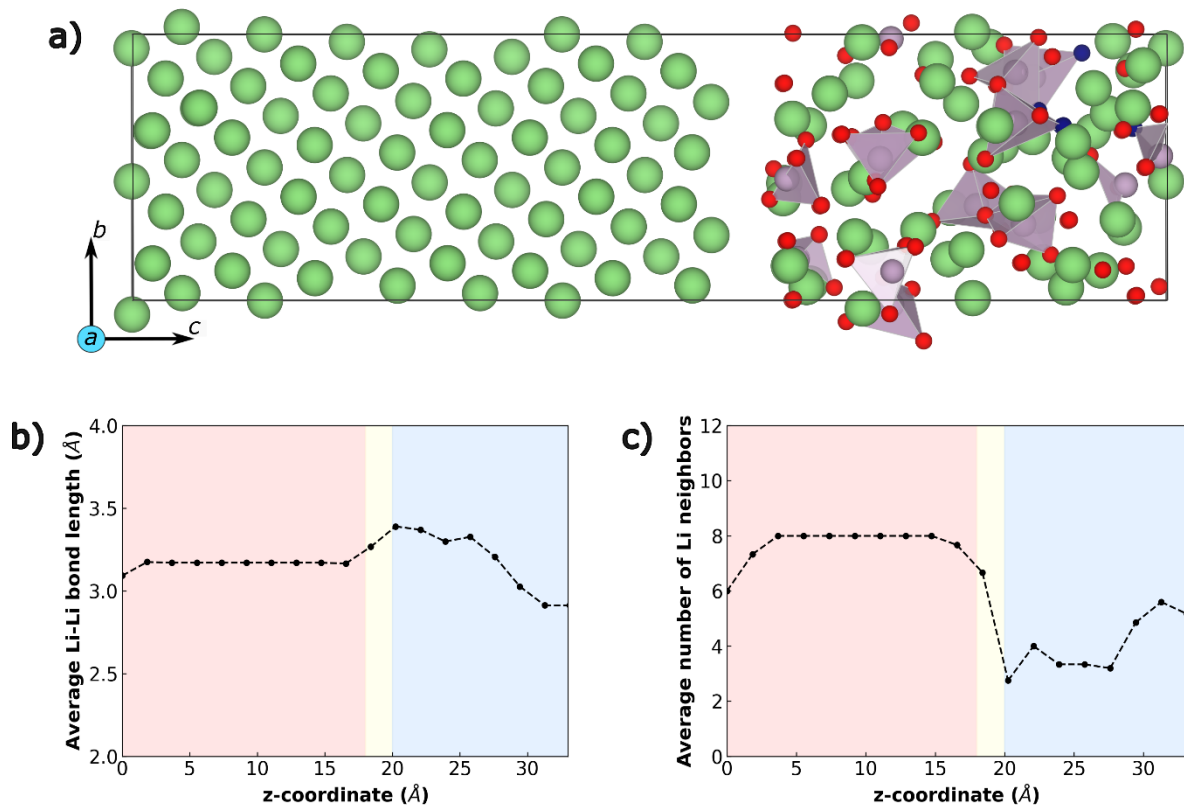 a)
b
a
c
b)
Average Li-Li bond length (Å)
4.0
3.5
3.0
2.5
2.0
0 5 10 15 20 25 30
z-coordinate (Å)
c)
Average number of Li neighbors
12
10
8
6
4
2
0
0 5 10 15 20 25 30
z-coordinate (Å)